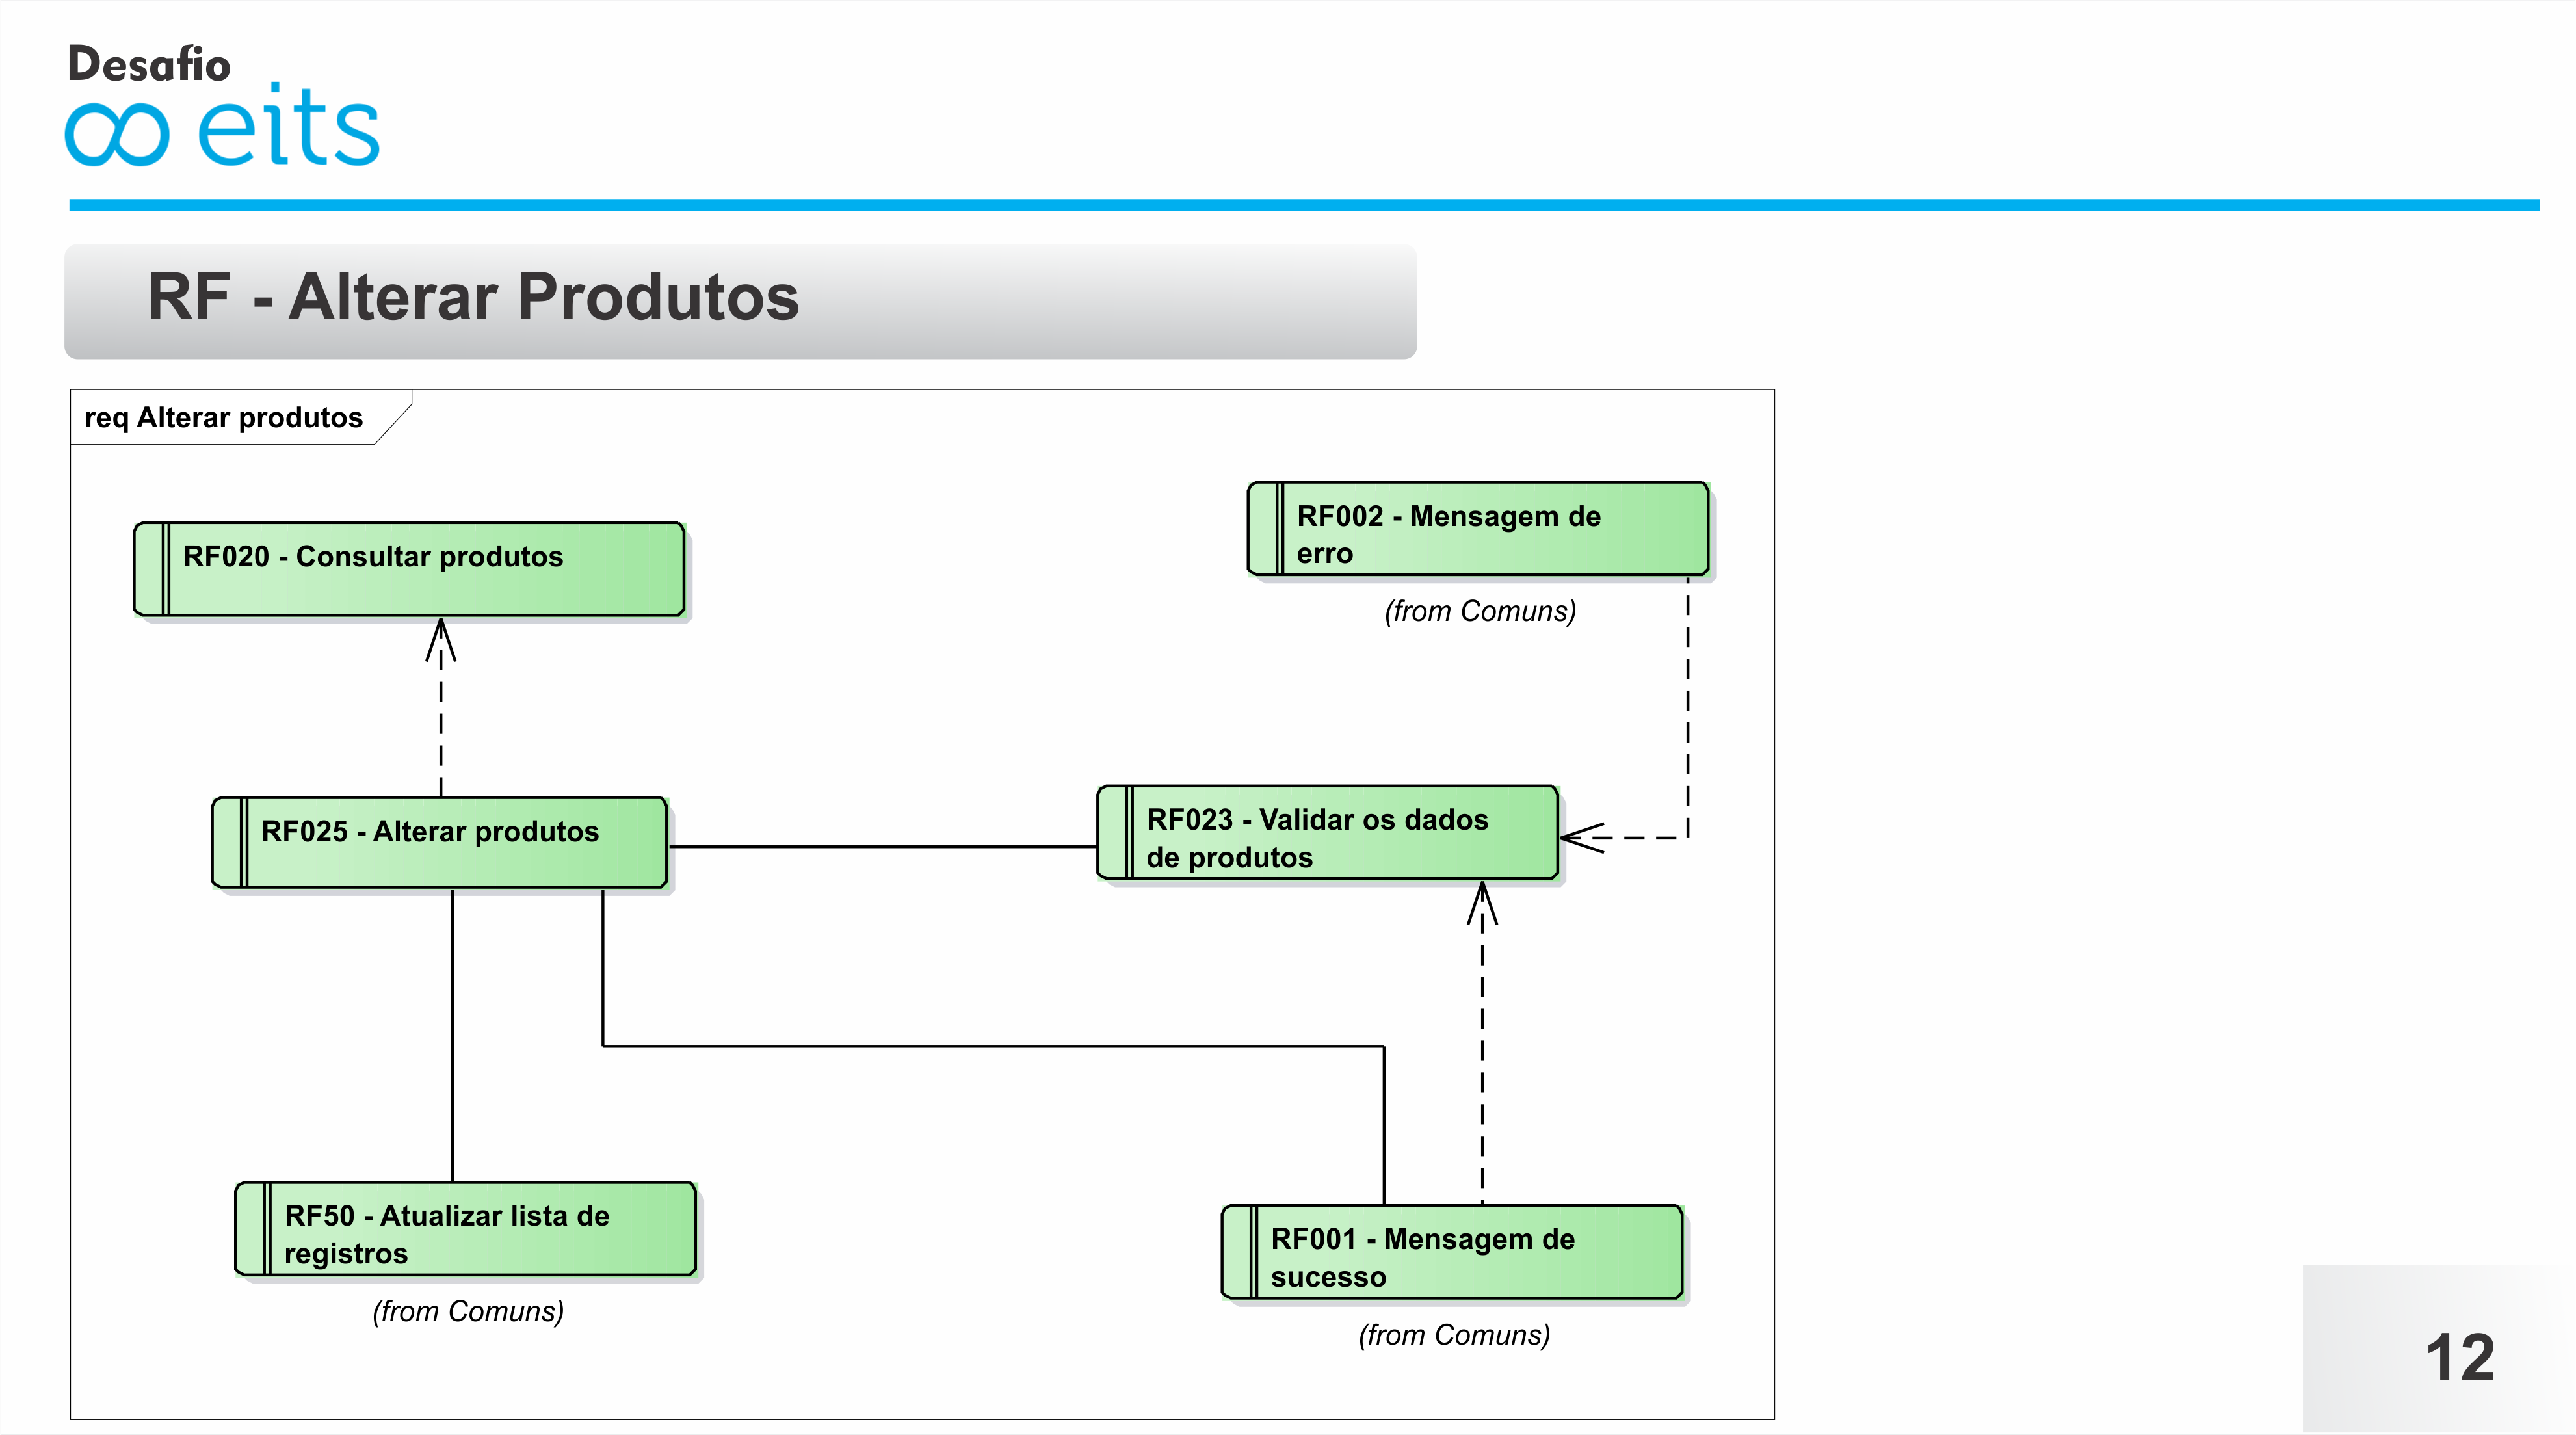 Desafio
eits
RF - Alterar Produtos
req Alterar produtos
RF002 - Mensagem de
erro
(from Comuns)
RF020 - Consultar produtos
RF025 - Alterar produtos
RF023 - Validar os dados
de produtos
RF50 - Atualizar lista de
registros
(from Comuns)
RF001 - Mensagem de
sucesso
(from Comuns)
12